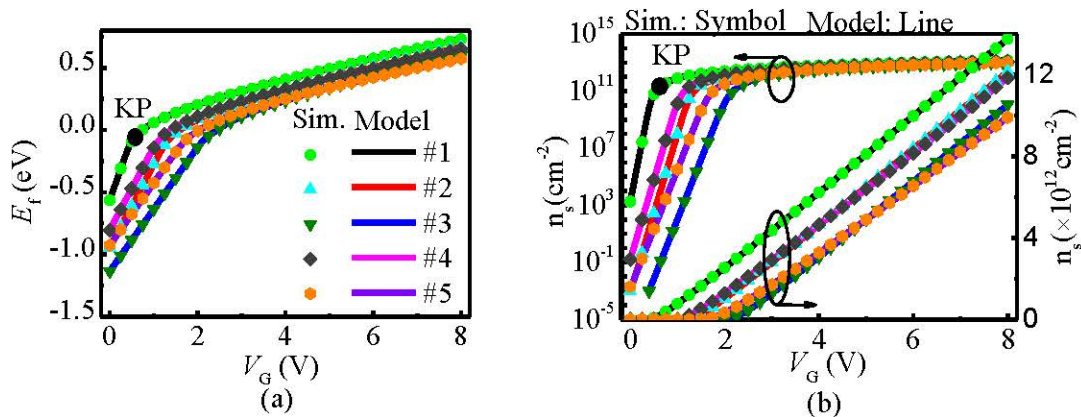 (a)
E_f (eV)
0.5
0.0
-0.5
-1.0
-1.5
KP
Sim. Model
#1
#2
#3
#4
#5
0 2 4 6 8
V_G (V)
(a)
(b)
Sim.: Symbol Model: Line
n_s(cm^-2)
10^15
10^11
10^7
10^3
10^-1
10^-5
KP
12
8
4
0
n_s(×10^12 cm^-2)
0 2 4 6 8
V_G (V)
(b)